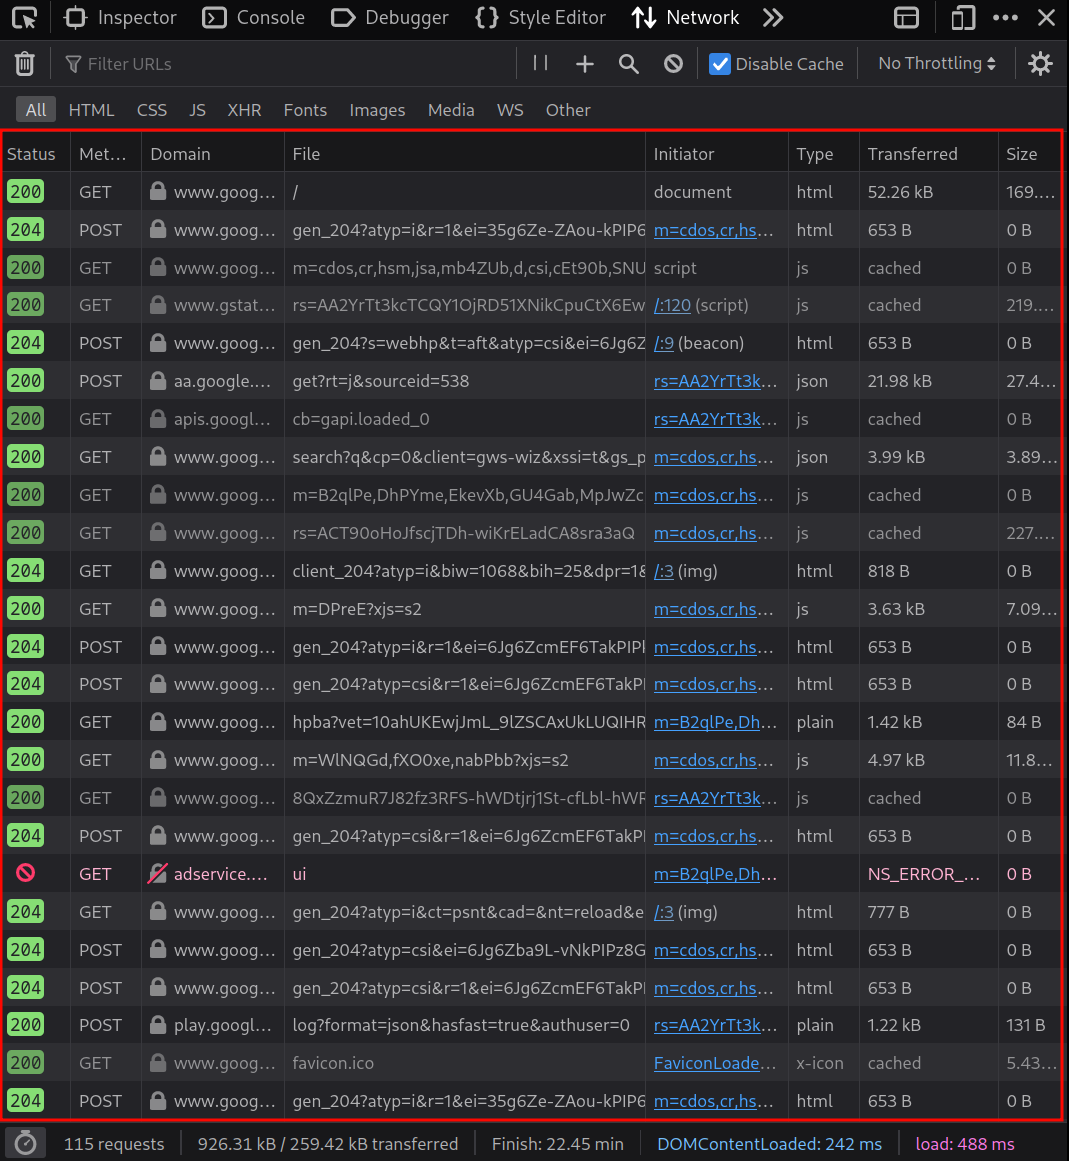 Inspector Console Debugger Style Editor Network
Filter URLs Disable Cache No Throttling
All HTML CSS JS XHR Fonts Images Media WS Other
Status Met... Domain File Initiator Type Transferred Size
200 GET www.goog... / document html 52.26 kB 169....
204 POST www.goog... gen_204?atyp=i&r=1&ei=35g6Ze-ZAou-kPIP6 m=cdos,cr,hs... html 653 B 0 B
200 GET www.goog... m=cdos,cr,hsm,jsa,mb4ZUb,d,csi,cEt90b,SNU script js cached 0 B
200 GET www.gstat... rs=AA2YrTt3kcTCQY1OjRD51XNikCpuCtX6Ew /:120 (script) js cached 219....
204 POST www.goog... gen_204?s=webhp&t=aft&atyp=csi&ei=6Jg6Z /:9 (beacon) html 653 B 0 B
200 POST aa.google.... get?rt=j&sourceid=538 rs=AA2YrTt3k... json 21.98 kB 27.4...
200 GET apis.googl... cb=gapi.loaded_0 rs=AA2YrTt3k... js cached 0 B
200 GET www.goog... search?q&cp=0&client=gws-wiz&xssi=t&gs_p m=cdos,cr,hs... json 3.99 kB 3.89...
200 GET www.goog... m=B2qlPe,DhPYme,EkevXb,GU4Gab,MpJwZc m=cdos,cr,hs... js cached 0 B
200 GET www.goog... rs=ACT90oHoJfscjTDh-wiKrELadCA8sra3aQ m=cdos,cr,hs... js cached 227....
204 GET www.goog... client_204?atyp=i&biw=1068&bih=25&dpr=1& /:3 (img) html 818 B 0 B
200 GET www.goog... m=DPreE?xjs=s2 m=cdos,cr,hs... js 3.63 kB 7.09...
204 POST www.goog... gen_204?atyp=i&r=1&ei=6Jg6ZcmEF6TakPIPl m=cdos,cr,hs... html 653 B 0 B
204 POST www.goog... gen_204?atyp=csi&r=1&ei=6Jg6ZcmEF6TakPI m=cdos,cr,hs... html 653 B 0 B
200 GET www.goog... hpba?vet=10ahUKEwjJmL_9lZSCAxUkLUQIHR m=B2qlPe,Dh... plain 1.42 kB 84 B
200 GET www.goog... m=WlNQGd,fXO0xe,nabPbb?xjs=s2 m=cdos,cr,hs... js 4.97 kB 11.8...
200 GET www.goog... 8QxZzmuR7J82fz3RFS-hWDtjrj1St-cfLbl-hWF rs=AA2YrTt3k... js cached 0 B
204 POST www.goog... gen_204?atyp=csi&r=1&ei=6Jg6ZcmEF6TakPI m=cdos,cr,hs... html 653 B 0 B
GET adservice.... ui m=B2qlPe,Dh... NS_ERROR_... 0 B
204 GET www.goog... gen_204?atyp=i&ct=psnt&cad=&nt=reload&e /:3 (img) html 777 B 0 B
204 POST www.goog... gen_204?atyp=csi&ei=6Jg6Zba9L-vNkPIPz8G m=cdos,cr,hs... html 653 B 0 B
204 POST www.goog... gen_204?atyp=csi&r=1&ei=6Jg6ZcmEF6TakPI m=cdos,cr,hs... html 653 B 0 B
200 POST play.googl... log?format=json&hasfast=true&authuser=0 rs=AA2YrTt3k... plain 1.22 kB 131 B
200 GET www.goog... favicon.ico FaviconLoade... x-icon cached 5.43...
204 POST www.goog... gen_204?atyp=i&r=1&ei=35g6Ze-ZAou-kPIP6 m=cdos,cr,hs... html 653 B 0 B
115 requests 926.31 kB / 259.42 kB transferred Finish: 22.45 min DOMContentLoaded: 242 ms load: 488 ms